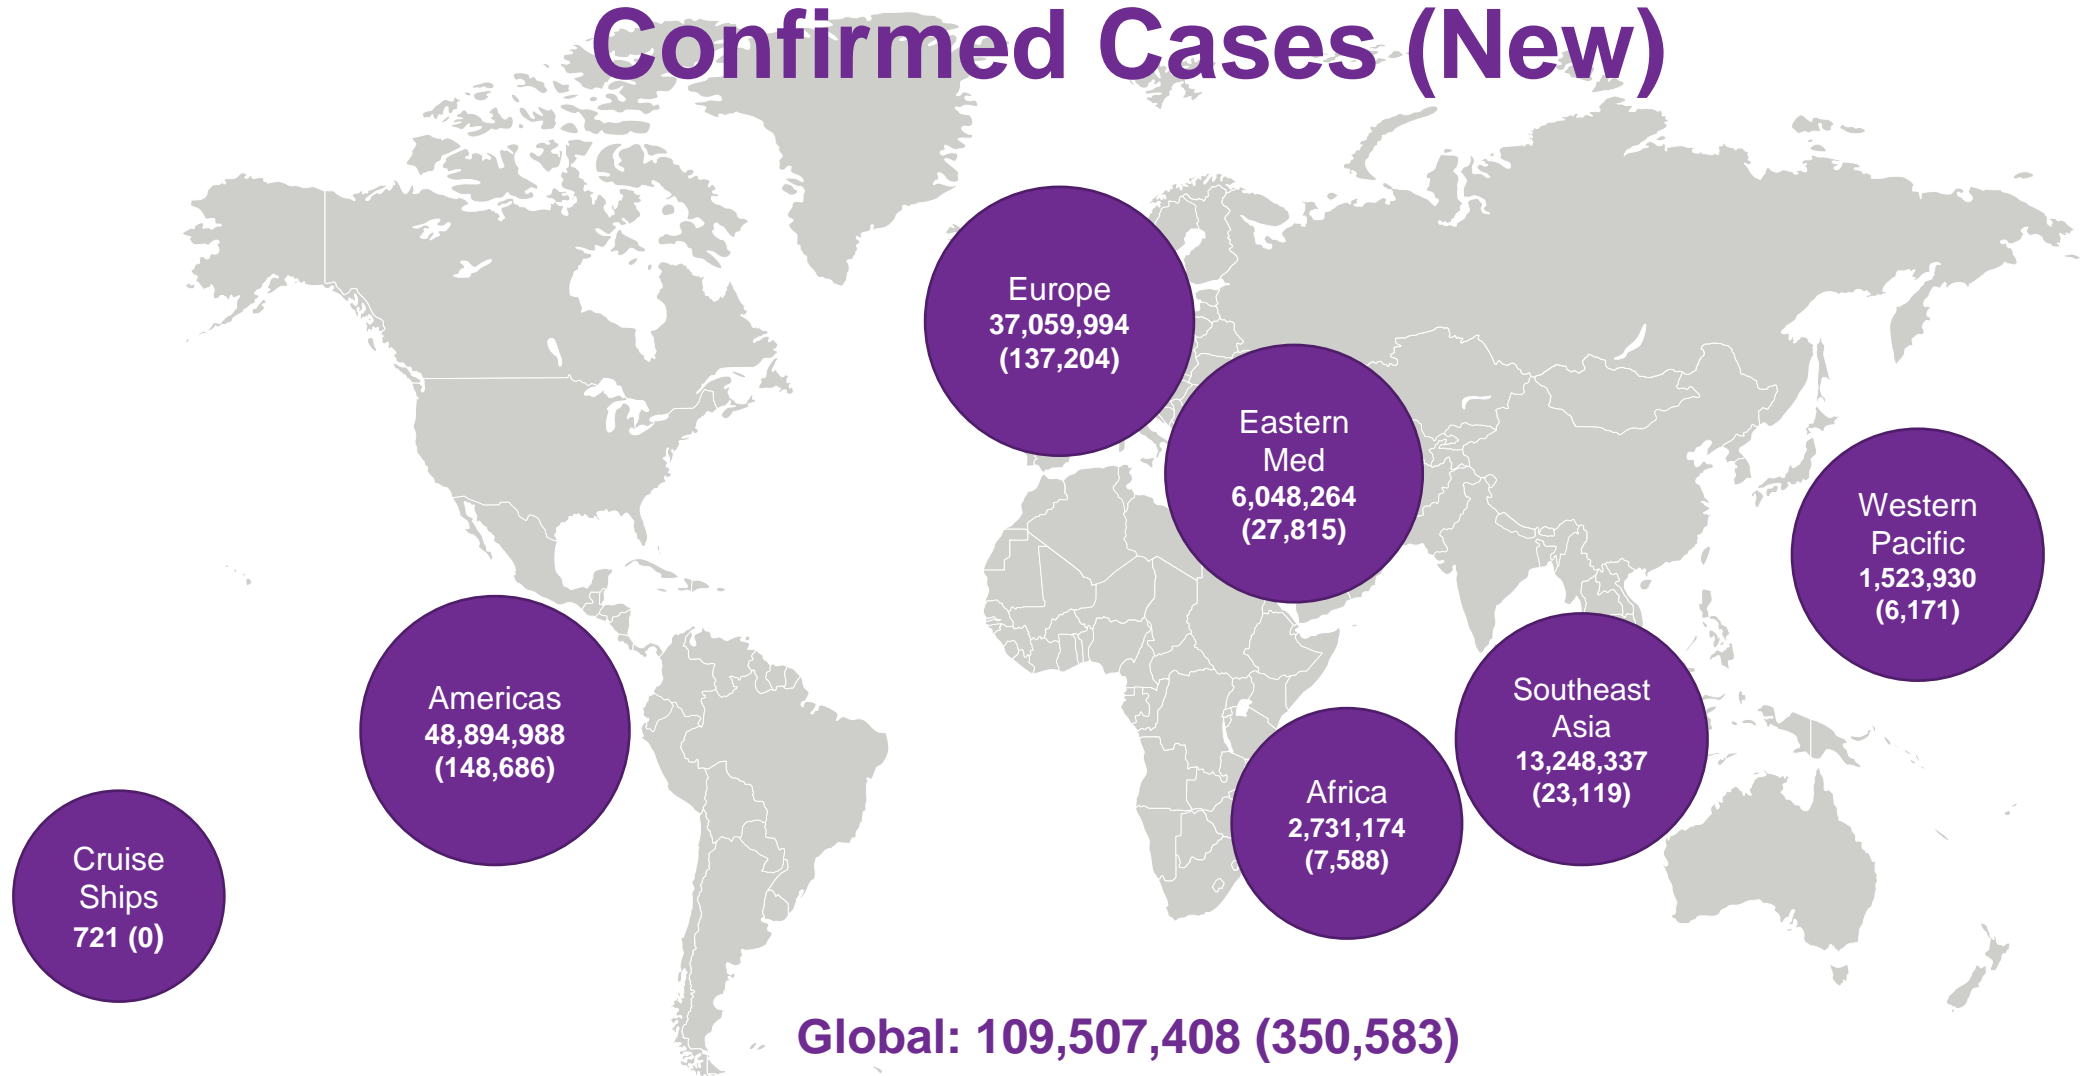 Confirmed Cases (New)
Europe
37,059,994
(137,204)
Eastern
Med
6,048,264
(27,815)
Western
Pacific
1,523,930
(6,171)
Americas
48,894,988
(148,686)
Southeast
Asia
13,248,337
(23,119)
Africa
2,731,174
(7,588)
Cruise
Ships
721 (0)
Global: 109,507,408 (350,583)